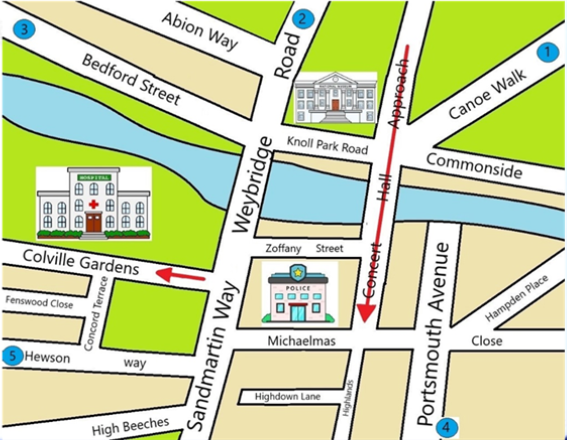 3
Abion Way
2
Road
1
Bedford Street
Approach
Canoe Walk
Knoll Park Road
Commonside
Weybridge
Hall
HOSPITAL
Zoffany Street
Concert
Colville Gardens
POLICE
Portsmouth Avenue
Hampden Place
Fenswood Close
Concord Terrace
Sandmartin Way
Michaelmas
Close
5
Hewson way
Highdown Lane
Highlands
High Beeches
4